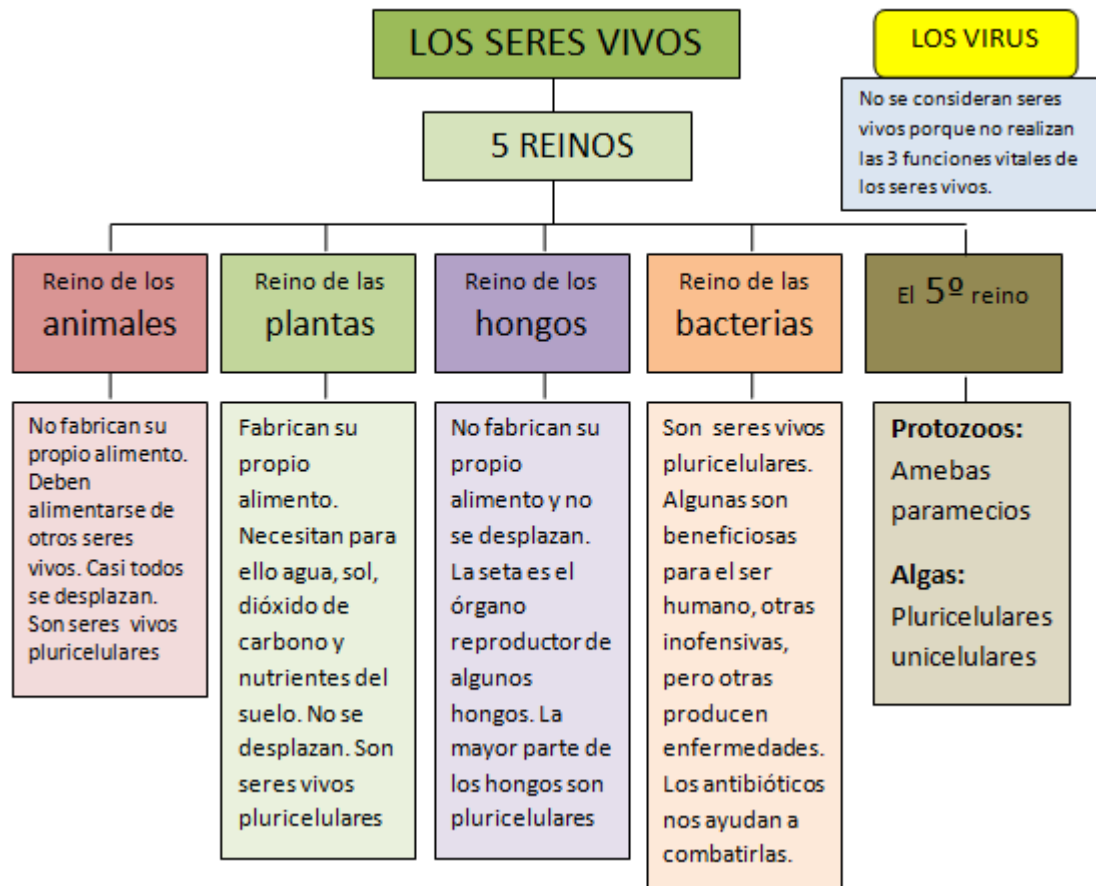 LOS SERES VIVOS
LOS VIRUS
No se consideran seres
vivos porque no realizan
las 3 funciones vitales de
los seres vivos.
5 REINOS
Reino de los
animales
No fabrican su
propio alimento.
Deben
alimentarse de
otros seres
vivos. Casi todos
se desplazan.
Son seres vivos
pluricelulares
Reino de las
plantas
Fabrican su
propio
alimento.
Necesitan para
ello agua, sol,
dióxido de
carbono y
nutrientes del
suelo. No se
desplazan. Son
seres vivos
pluricelulares
Reino de los
hongos
No fabrican su
propio
alimento y no
se desplazan.
La seta es el
órgano
reproductor de
algunos
hongos. La
mayor parte de
los hongos son
pluricelulares
Reino de las
bacterias
Son seres vivos
pluricelulares.
Algunas son
beneficiosas
para el ser
humano, otras
inofensivas,
pero otras
producen
enfermedades.
Los antibióticos
nos ayudan a
combatirlas.
El 5º reino
Protozoos:
Amebas
paramecios
Algas:
Pluricelulares
unicelulares